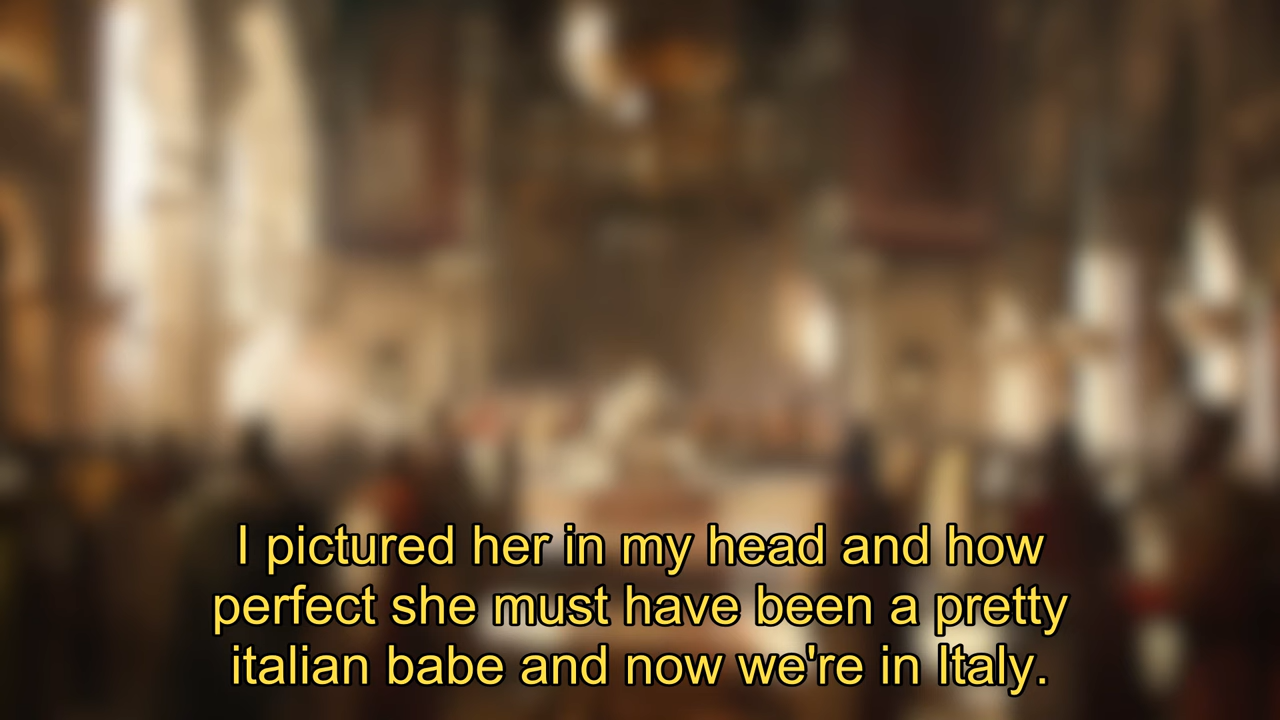 I pictured her in my head and how
perfect she must have been a pretty
italian babe and now we're in Italy.